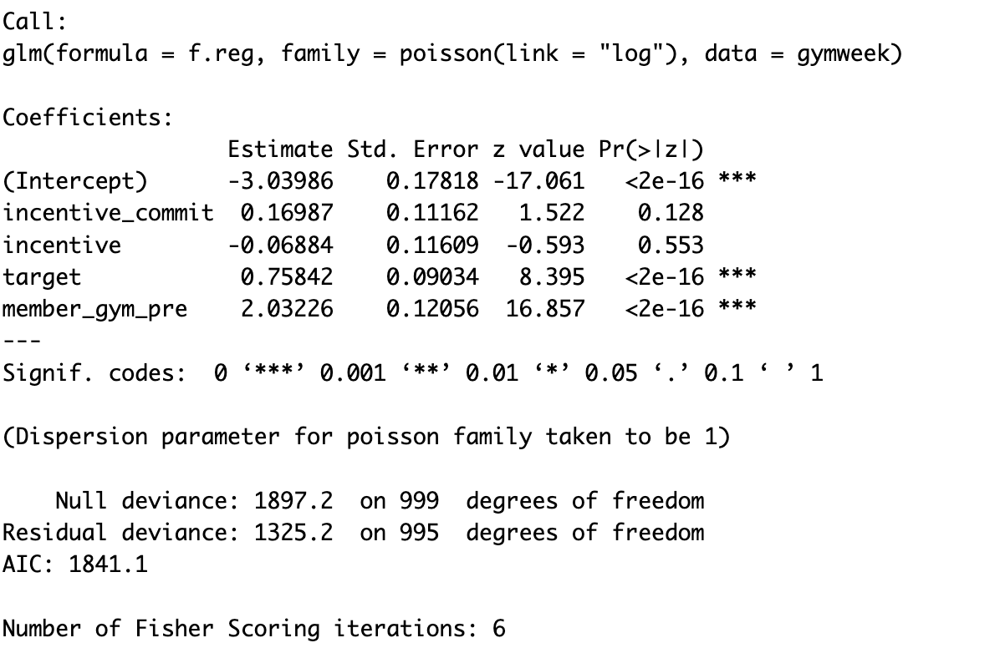 Call:
glm(formula = f.reg, family = poisson(link = "log"), data = gymweek)
Coefficients:
Estimate Std. Error z value Pr(>|z|)
(Intercept) -3.03986 0.17818 -17.061 <2e-16 ***
incentive_commit 0.16987 0.11162 1.522 0.128
incentive -0.06884 0.11609 -0.593 0.553
target 0.75842 0.09034 8.395 <2e-16 ***
member_gym_pre 2.03226 0.12056 16.857 <2e-16 ***
---
Signif. codes: 0 ‘***’ 0.001 ‘**’ 0.01 ‘*’ 0.05 ‘.’ 0.1 ‘ ’ 1
(Dispersion parameter for poisson family taken to be 1)
Null deviance: 1897.2 on 999 degrees of freedom
Residual deviance: 1325.2 on 995 degrees of freedom
AIC: 1841.1
Number of Fisher Scoring iterations: 6